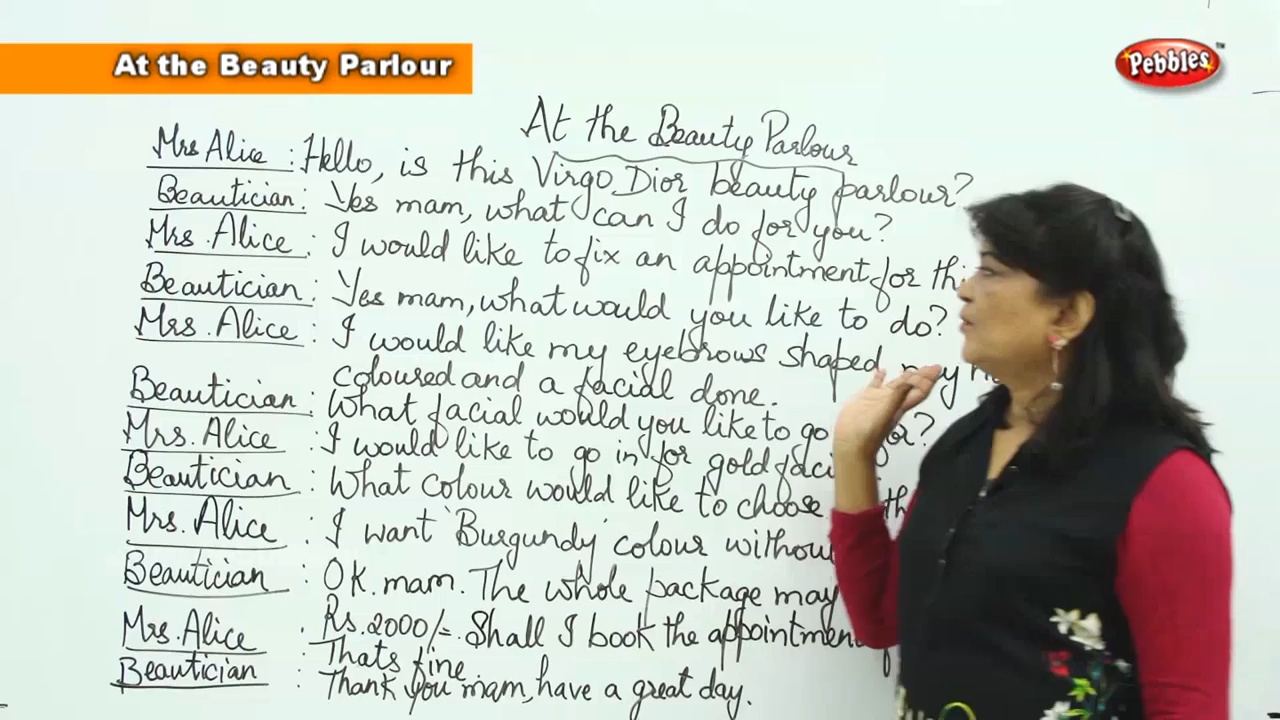 At the Beauty Parlour
Pebbles™
At the Beauty Parlour
Mrs Alice : Hello, is this Virgo Dior beauty parlour?
Beautician : Yes mam, what can I do for you?
Mrs. Alice : I would like to fix an appointment for
Beautician : Yes mam, what would you like to do?
Mrs. Alice : I would like my eyebrows shaped my
coloured and a facial done.
Beautician : What facial would you like to go
Mrs. Alice : I would like to go in for gold
Beautician : What colour would like to choose
Mrs. Alice : I want 'Burgundy' colour
Beautician : OK. mam. The whole package may
Rs. 2000/=. Shall I book the appointment
Mrs. Alice : Thats fine.
Beautician : Thank you mam, have a great day.